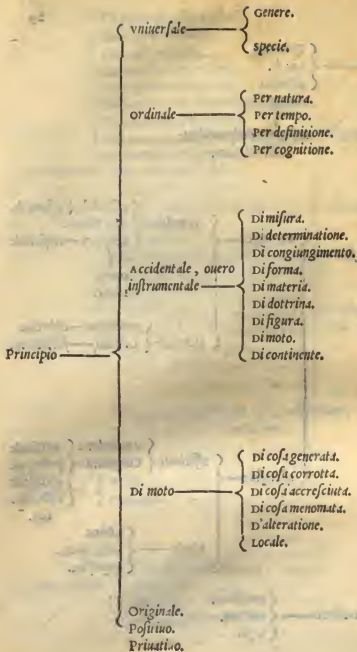 Genere.
vniuerſale
specie.
Per natura.
Per tempo.
ordinale
Per definitione.
Per cognitione.
Di miſura.
Di determinatione.
Di congiungimento.
Accidentale, ouero
Di forma.
inſtrumentale
Di materia.
Di dottrina.
Di figura.
Di moto.
Principio
Di continente.
Di coſa generata.
Di coſa corrotta.
Di moto
Di coſa accreſciuta.
Di coſa menomata.
D'alteratione.
Locale.
Originale.
Poſitiuo.
Priuatiuo.